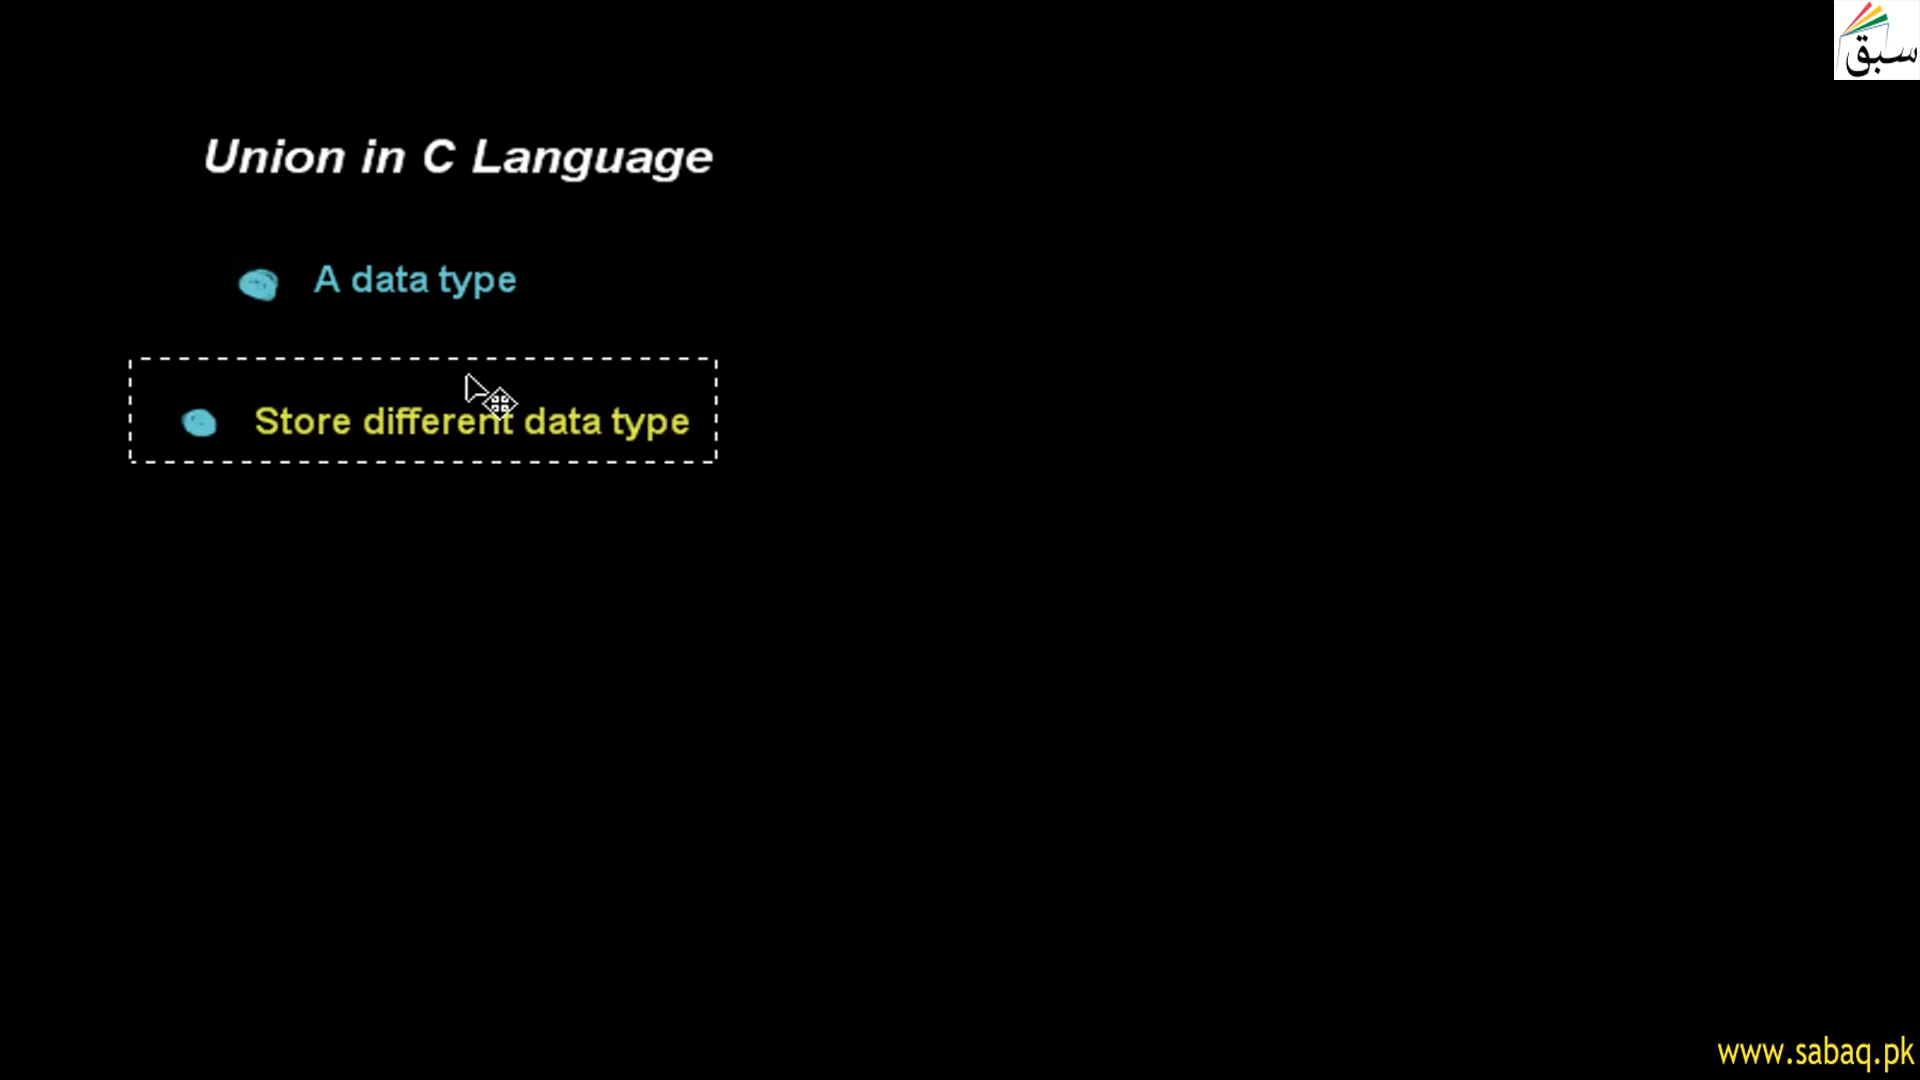 سبق
Union in C Language
A data type
Store different data type
www.sabaq.pk